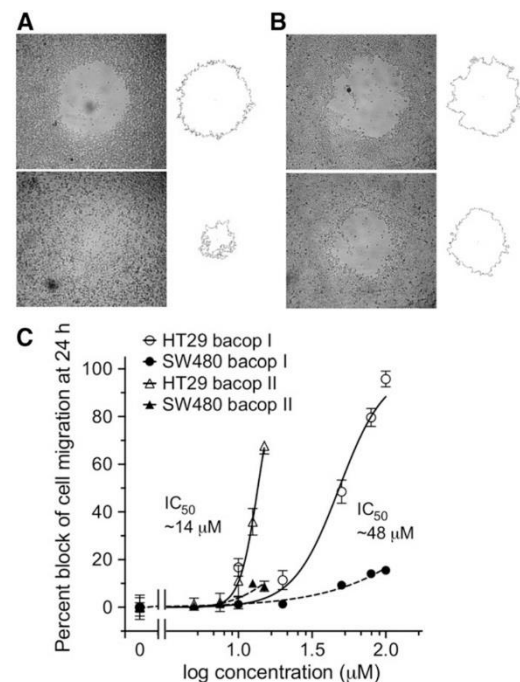 A
B
C
HT29 bacop I
SW480 bacop I
HT29 bacop II
SW480 bacop II
Percent block of cell migration at 24 h
100
80
60
40
20
0
IC50
~14 μM
IC50
~48 μM
0
1.0
1.5
2.0
log concentration (μM)